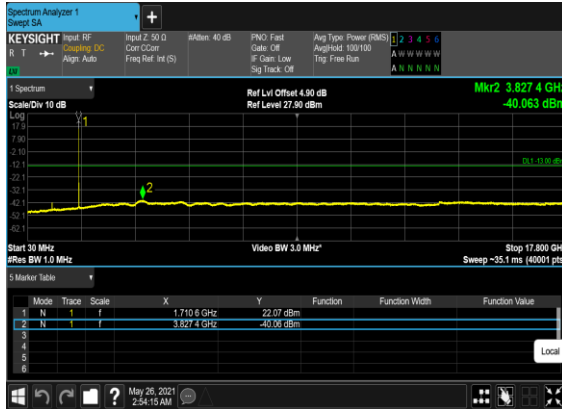 Spectrum Analyzer 1
Swept SA
+
KEYSIGHT Input: RF Input Z: 50 Ω #Atten: 40 dB PNO: Fast Avg Type: Power (RMS) 1 2 3 4 5 6
R T Coupling: DC Corr CCorr Gate: Off Avg|Hold: 100/100 A W W W W W
Align: Auto Freq Ref: Int (S) IF Gain: Low Trig: Free Run
Sig Track: Off A N N N N N
LV
1 Spectrum Ref Lvl Offset 4.90 dB Mkr2 3.827 4 GHz
Scale/Div 10 dB Ref Level 27.90 dBm -40.063 dBm
Log
17.9
7.90
-2.10
-12.1
-22.1
-32.1
-42.1
-52.1
-62.1
1
DL1 -13.00 dBm
2
Start 30 MHz Video BW 3.0 MHz* Stop 17.800 GHz
#Res BW 1.0 MHz Sweep ~35.1 ms (40001 pts)
5 Marker Table
Mode Trace Scale X Y Function Function Width Function Value
1 N 1 f 1.710 6 GHz 22.07 dBm
2 N 1 f 3.827 4 GHz -40.06 dBm
3
4
5
6
Local
? May 26, 2021
2:54:15 AM